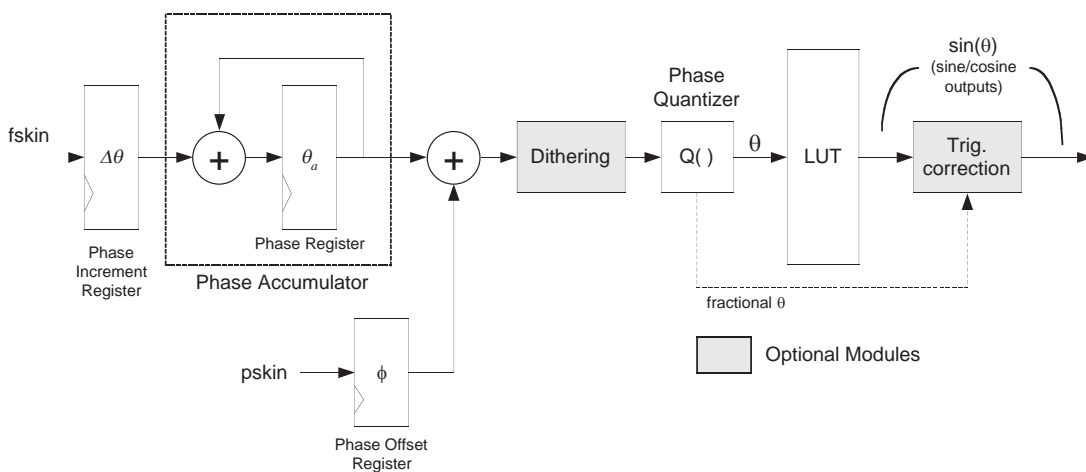 fskin
Δθ
Phase
Increment
Register
+
θa
Phase Register
Phase Accumulator
+
pskin
ϕ
Phase Offset
Register
Dithering
Phase
Quantizer
Q( )
θ
LUT
sin(θ)
(sine/cosine
outputs)
Trig.
correction
fractional θ
Optional Modules